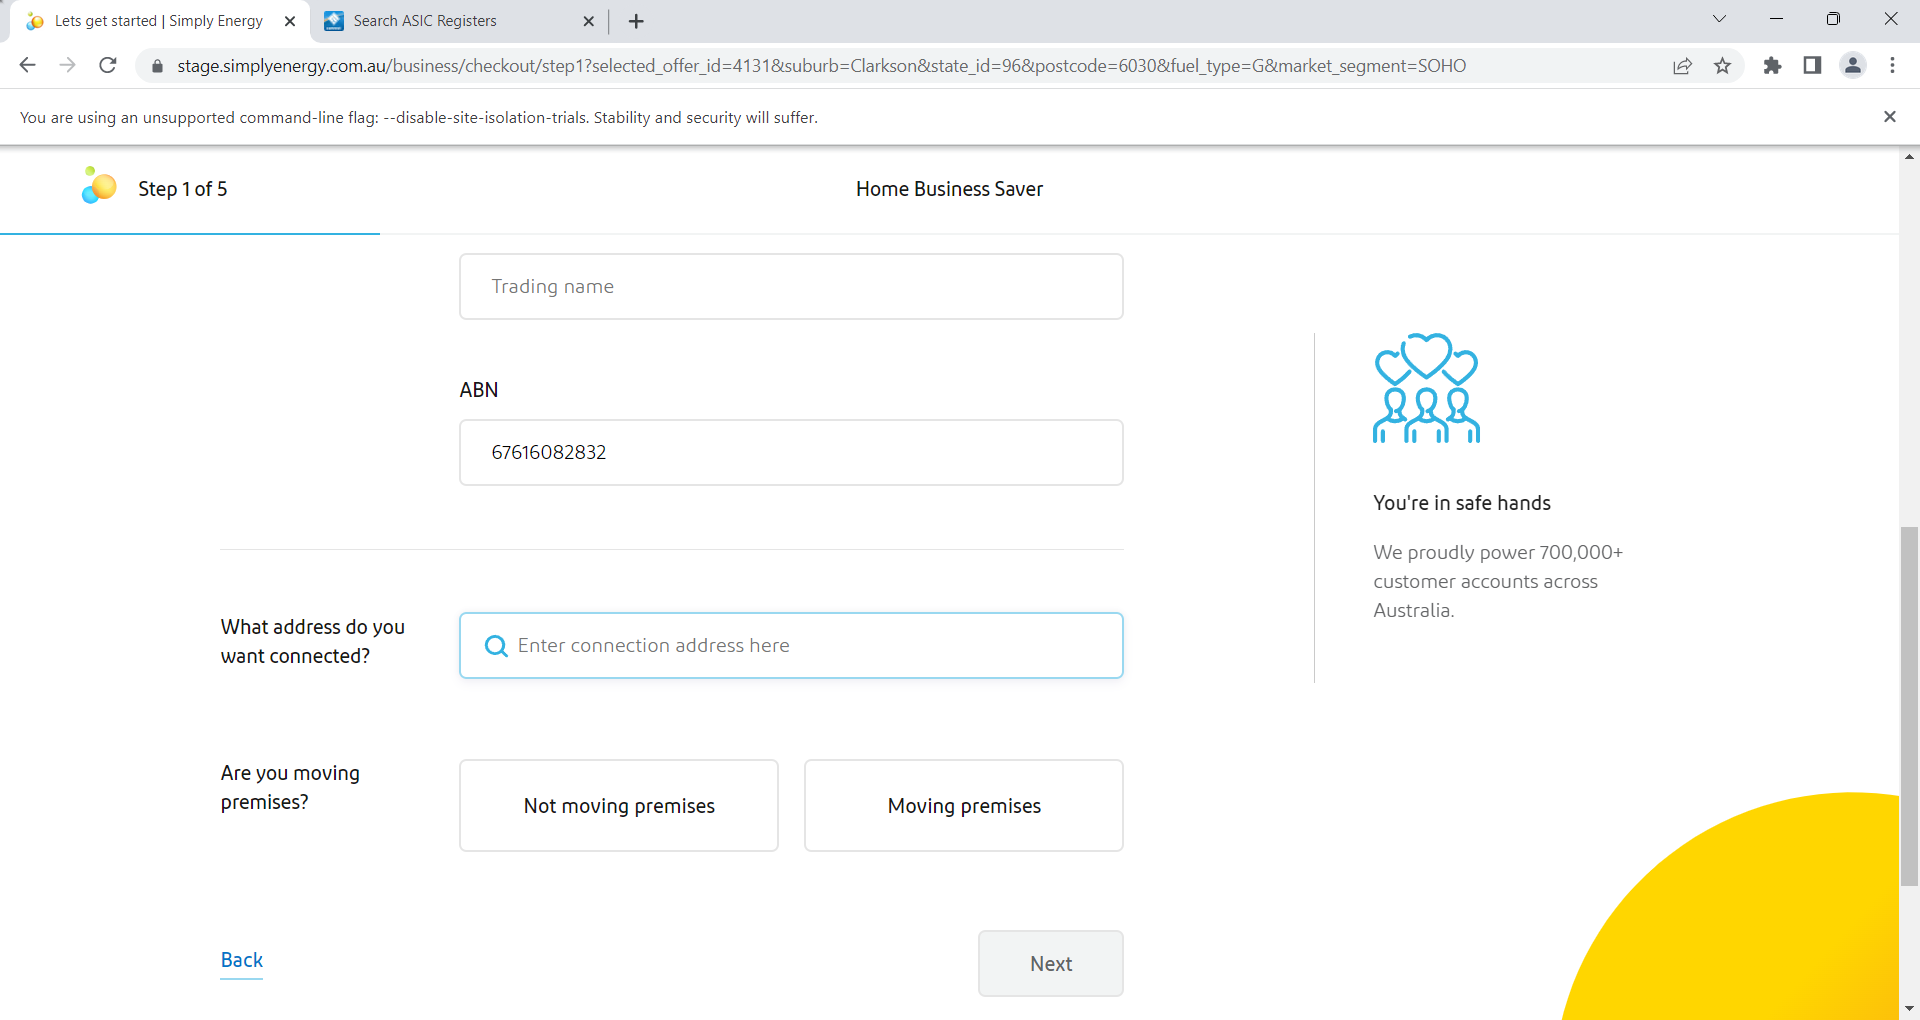 Lets get started | Simply Energy
Search ASIC Registers
stage.simplyenergy.com.au/business/checkout/step1?selected_offer_id=4131&suburb=Clarkson&state_id=96&postcode=6030&fuel_type=G&market_segment=SOHO
You are using an unsupported command-line flag: --disable-site-isolation-trials. Stability and security will suffer.
Step 1 of 5
Home Business Saver
Trading name
ABN
67616082832
You're in safe hands
We proudly power 700,000+
customer accounts across
Australia.
What address do you
want connected?
Enter connection address here
Are you moving
premises?
Not moving premises
Moving premises
Back
Next